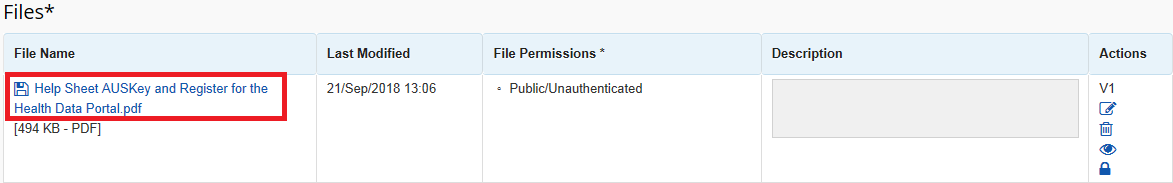 Files*
File Name Last Modified File Permissions * Description Actions
Help Sheet AUSKey and Register for the 21/Sep/2018 13:06 Public/Unauthenticated V1
Health Data Portal.pdf
[494 KB - PDF]